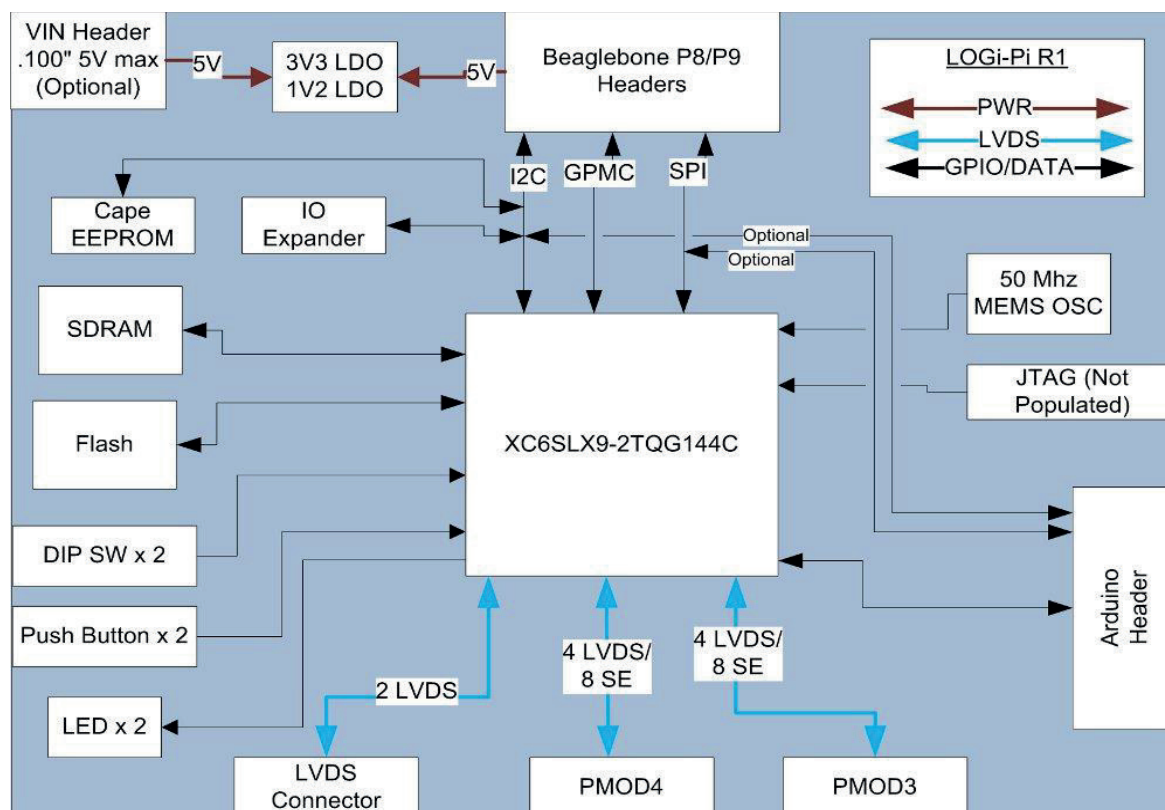 VIN Header
.100" 5V max
(Optional)
5V
3V3 LDO
1V2 LDO
5V
Beaglebone P8/P9
Headers
LOGi-Pi R1
PWR
LVDS
GPIO/DATA
I2C
GPMC
SPI
Cape
EEPROM
IO
Expander
Optional
Optional
50 Mhz
MEMS OSC
SDRAM
JTAG (Not
Populated)
Flash
XC6SLX9-2TQG144C
DIP SW x 2
Push Button x 2
LED x 2
Arduino
Header
2 LVDS
4 LVDS/
8 SE
4 LVDS/
8 SE
LVDS
Connector
PMOD4
PMOD3